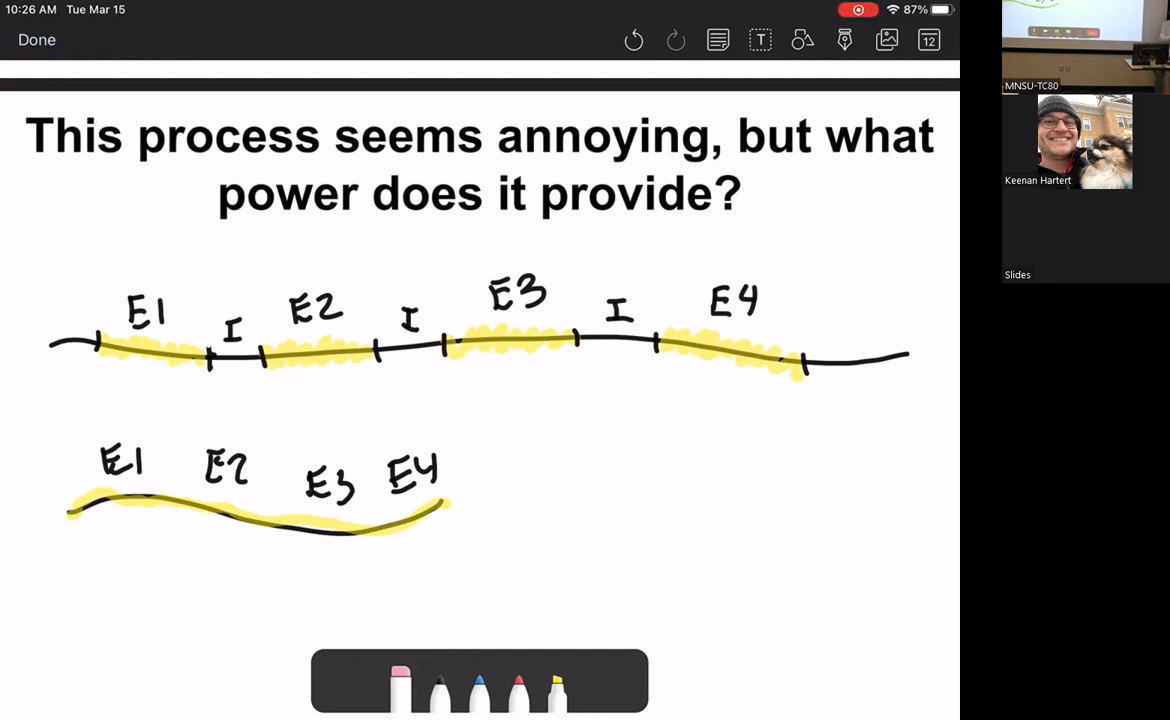 10:26 AM Tue Mar 15
87%
Done
T
12
This process seems annoying, but what
power does it provide?
E1 I E2 I E3 I E4
E1 E2 E3 E4
MNSU-TC80
Keenan Hartert
Slides